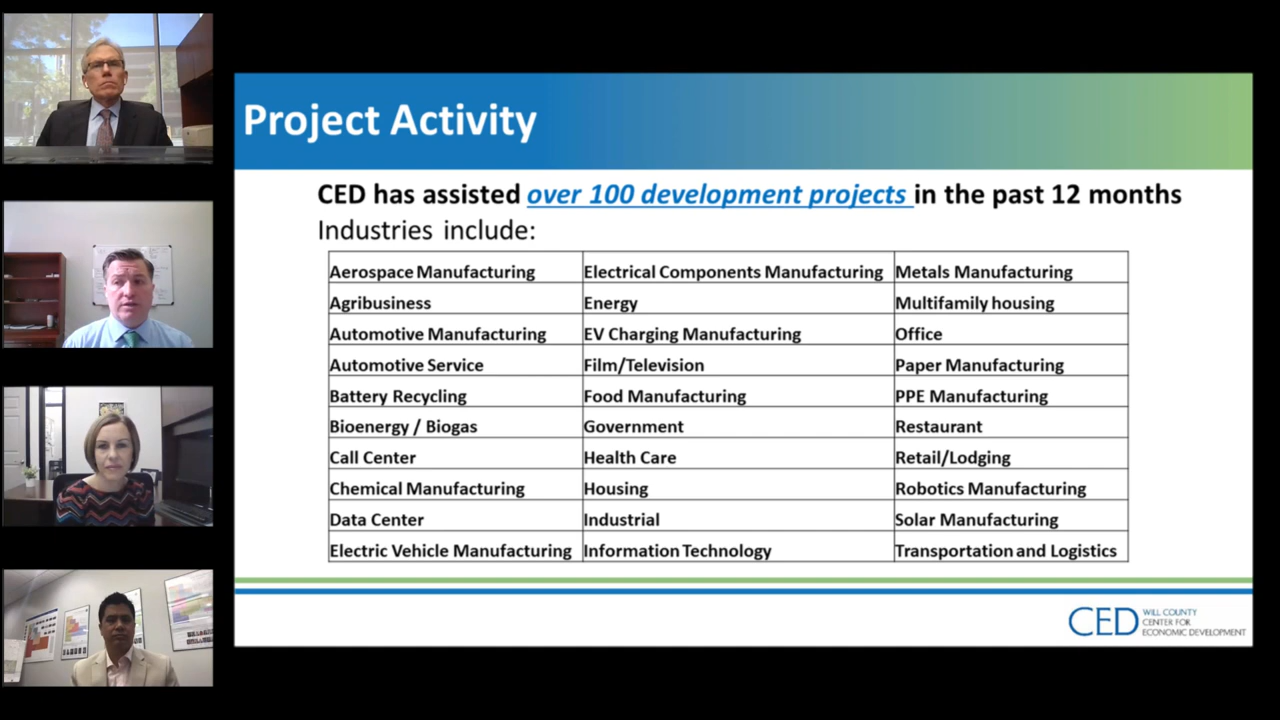 Project Activity
CED has assisted over 100 development projects in the past 12 months
Industries include:
Aerospace Manufacturing Electrical Components Manufacturing Metals Manufacturing
Agribusiness Energy Multifamily housing
Automotive Manufacturing EV Charging Manufacturing Office
Automotive Service Film/Television Paper Manufacturing
Battery Recycling Food Manufacturing PPE Manufacturing
Bioenergy / Biogas Government Restaurant
Call Center Health Care Retail/Lodging
Chemical Manufacturing Housing Robotics Manufacturing
Data Center Industrial Solar Manufacturing
Electric Vehicle Manufacturing Information Technology Transportation and Logistics
CED
WILL COUNTY
CENTER FOR
ECONOMIC DEVELOPMENT